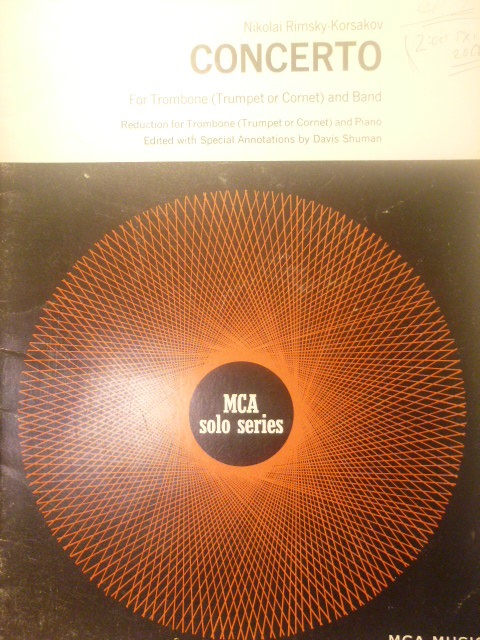 Nikolai Rimsky-Korsakov
CONCERTO
For Trombone (Trumpet or Cornet) and Band
Reduction for Trombone (Trumpet or Cornet) and Piano
Edited with Special Annotations by Davis Shuman
MCA
solo series
MCA MUSIC